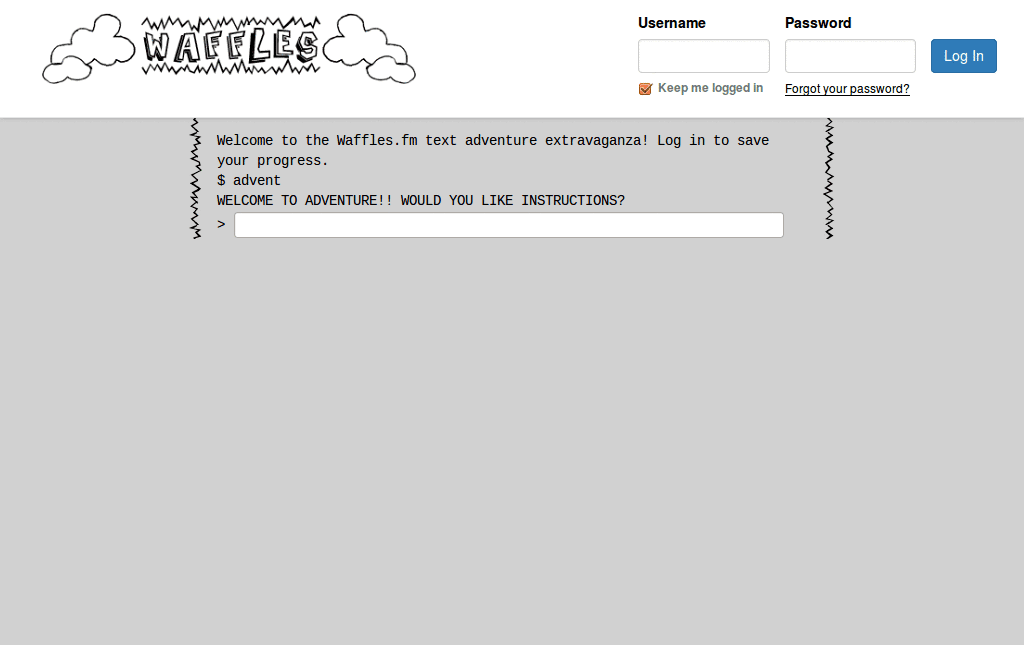 WAFFLES
Username
Password
Log In
Keep me logged in
Forgot your password?
Welcome to the Waffles.fm text adventure extravaganza! Log in to save
your progress.
$ advent
WELCOME TO ADVENTURE!! WOULD YOU LIKE INSTRUCTIONS?
>